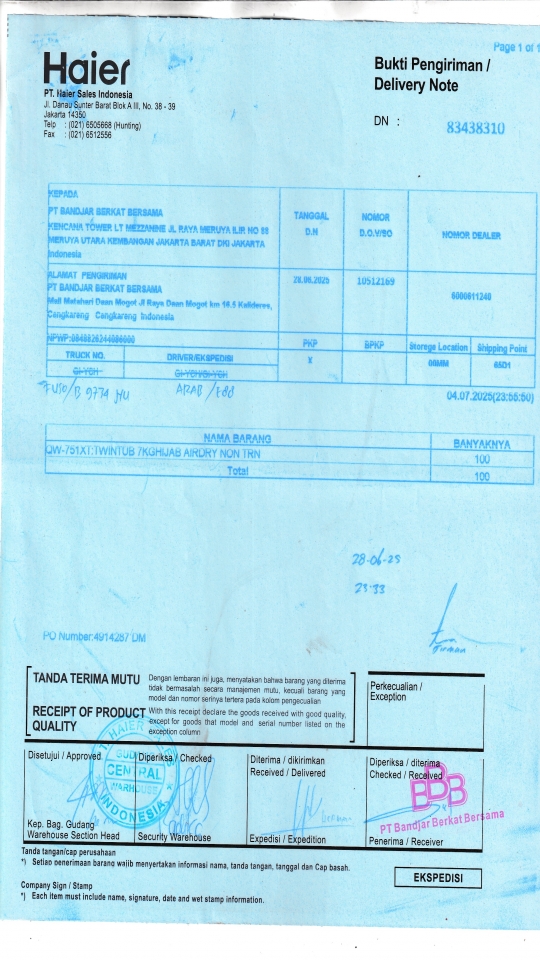 Page 1 of 1
Haier
PT. Haier Sales Indonesia
Jl. Danau Sunter Barat Blok A III, No. 38 - 39
Jakarta 14350
Telp : (021) 6505668 (Hunting)
Fax : (021) 6512556
Bukti Pengiriman /
Delivery Note
DN : 83438310
KEPADA
PT BANDJAR BERKAT BERSAMA
KENCANA TOWER LT MEZZANINE JL RAYA MERUYA ILIR NO 88
MERUYA UTARA KEMBANGAN JAKARTA BARAT DKI JAKARTA
Indonesia
TANGGAL
D.N
NOMOR
D.O./SO
NOMOR DEALER
ALAMAT PENGIRIMAN
PT BANDJAR BERKAT BERSAMA
Mall Matahari Daan Mogot Jl Raya Daan Mogot km 16.5 Kalideres,
Cengkareng Cengkareng Indonesia
28.06.2025
10512169
6000611240
NPWP:
PKP
BPKP
Storege Location
Shipping Point
TRUCK NO.
DRIVER/EKSPEDISI
X
65D1
FUSO/B 9774
ARAB /
04.07.2025(23:55:50)
NAMA BARANG
BANYAKNYA
QW-751XT:TWINTUB 7KGHIJAB AIRDRY NON TRN
100
Total
100
28-06-25
23.33
Firman
PO Number:4914287 DM
TANDA TERIMA MUTU
Dengan lembaran ini juga, menyatakan bahwa barang yang diterima
tidak bermasalah secara manajemen mutu, kecuali barang yang
model dan nomor serinya tertera pada kolom pengecualian
RECEIPT OF PRODUCT
QUALITY
With this receipt declare the goods received with good quality,
except for goods that model and serial number listed on the
exception column
Perkecualian /
Exception
Disetujui / Approved
Diperiksa / Checked
Diterima / dikirimkan
Received / Delivered
Diperiksa / diterima
Checked / Received
CENTRAL
WARHOUSE
INDONESIA
BBB
PT Bandjar Berkat Bersama
Kep. Bag. Gudang
Warehouse Section Head
Security Warehouse
Expedisi / Expedition
Penerima / Receiver
Tanda tangan/cap perusahaan
*) Setiao penerimaan barang wajib menyertakan informasi nama, tanda tangan, tanggal dan Cap basah.
EKSPEDISI
Company Sign / Stamp
*) Each item must include name, signature, date and wet stamp information.